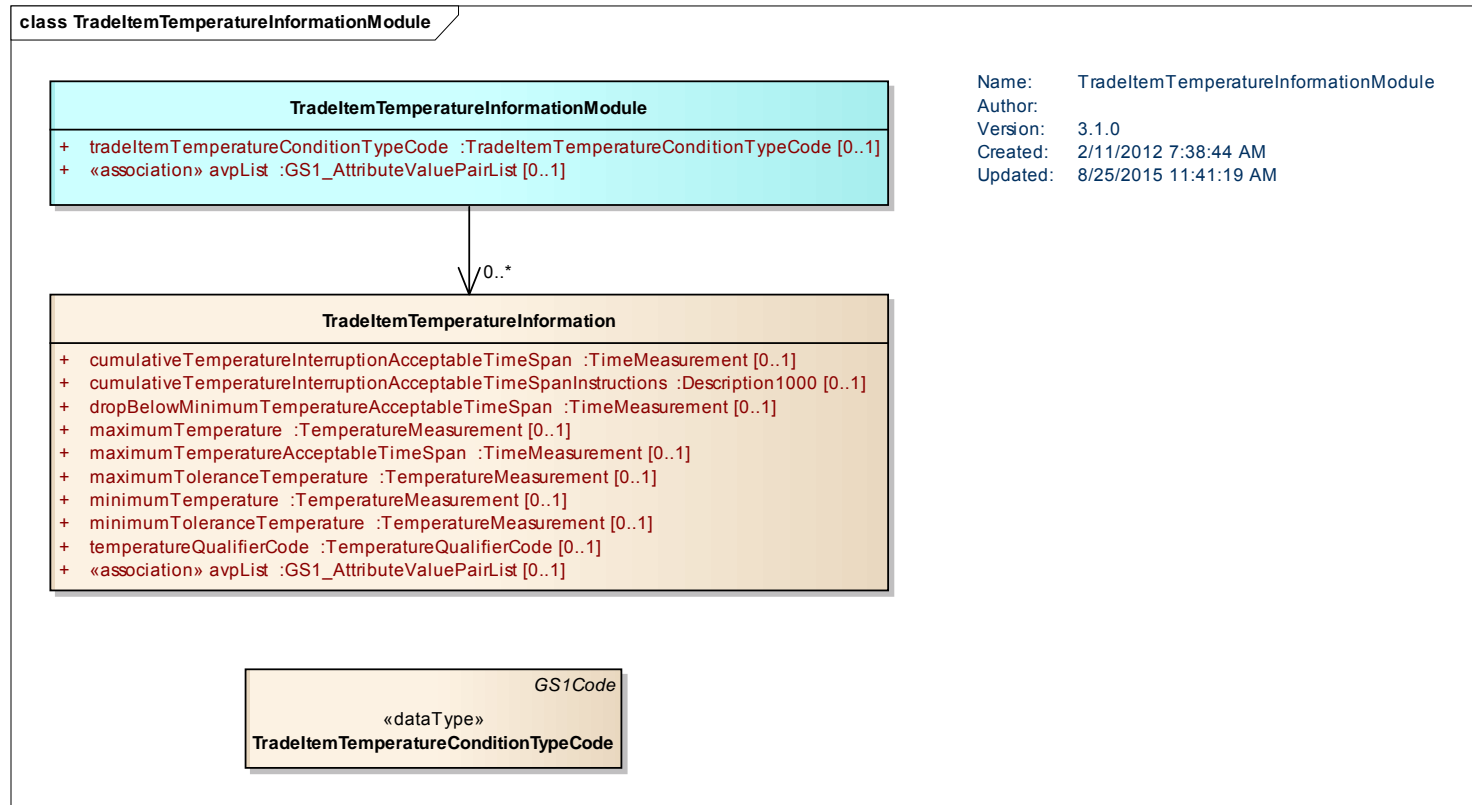 class TradeItemTemperatureInformationModule
Name: TradeItemTemperatureInformationModule
Author:
Version: 3.1.0
Created: 2/11/2012 7:38:44 AM
Updated: 8/25/2015 11:41:19 AM
TradeItemTemperatureInformationModule
+ tradeItemTemperatureConditionTypeCode :TradeItemTemperatureConditionTypeCode [0..1]
+ «association» avpList :GS1_AttributeValuePairList [0..1]
0..*
TradeItemTemperatureInformation
+ cumulativeTemperatureInterruptionAcceptableTimeSpan :TimeMeasurement [0..1]
+ cumulativeTemperatureInterruptionAcceptableTimeSpanInstructions :Description1000 [0..1]
+ dropBelowMinimumTemperatureAcceptableTimeSpan :TimeMeasurement [0..1]
+ maximumTemperature :TemperatureMeasurement [0..1]
+ maximumTemperatureAcceptableTimeSpan :TimeMeasurement [0..1]
+ maximumToleranceTemperature :TemperatureMeasurement [0..1]
+ minimumTemperature :TemperatureMeasurement [0..1]
+ minimumToleranceTemperature :TemperatureMeasurement [0..1]
+ temperatureQualifierCode :TemperatureQualifierCode [0..1]
+ «association» avpList :GS1_AttributeValuePairList [0..1]
GS1Code
«dataType»
TradeItemTemperatureConditionTypeCode